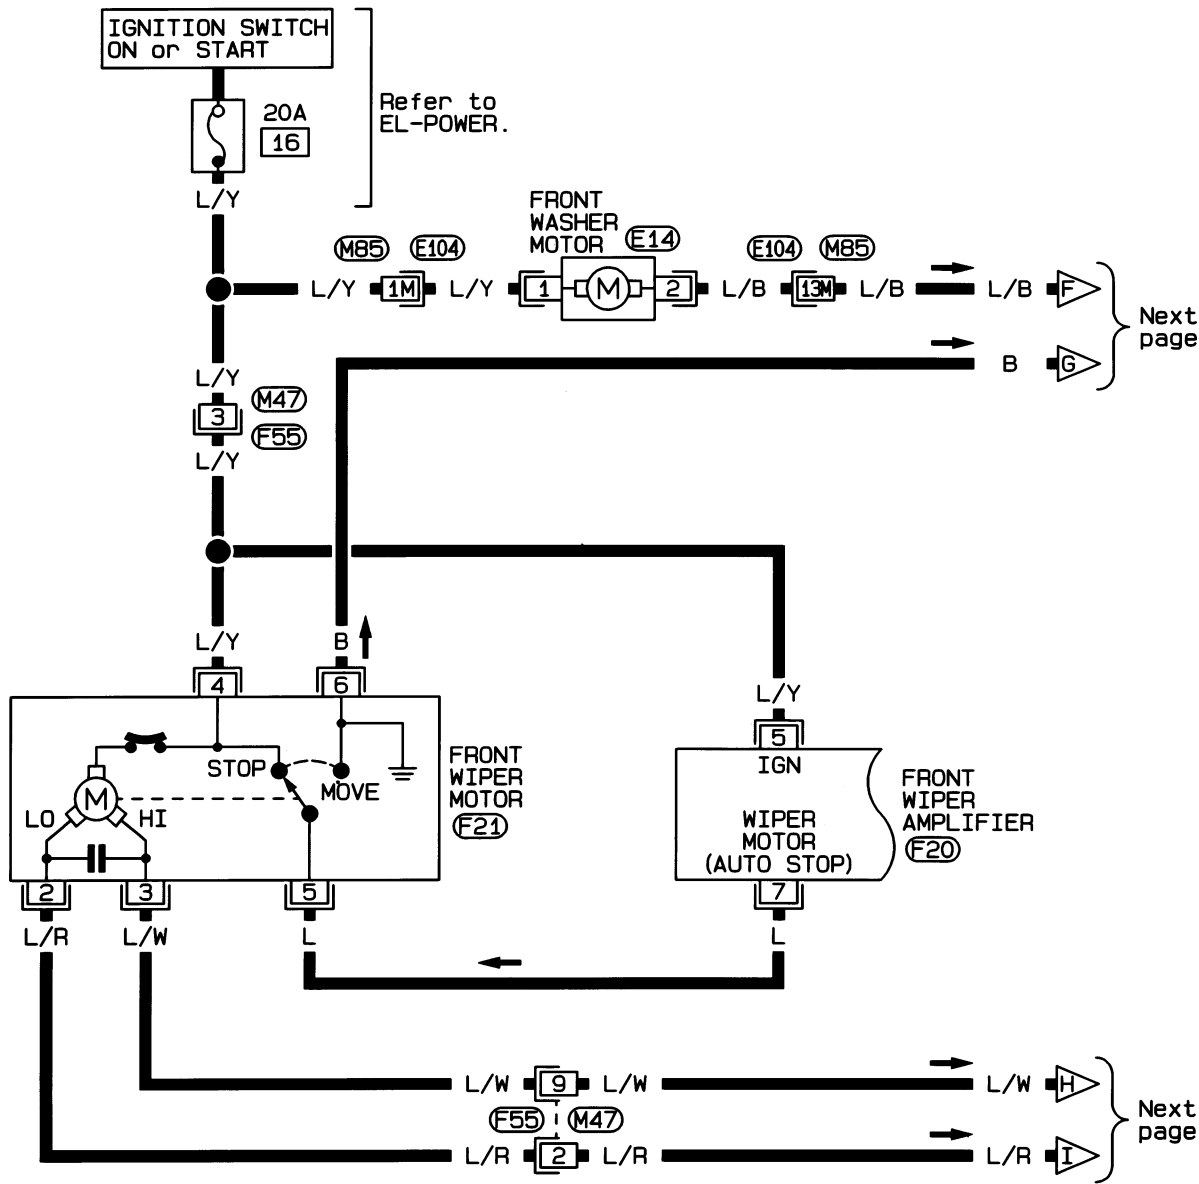 IGNITION SWITCH
ON or START
20A
16
Refer to
EL-POWER.
L/Y
FRONT
WASHER
MOTOR
E14
M85
E104
E104
M85
L/Y
1M
L/Y
1
M
2
L/B
13M
L/B
L/B
F
Next
page
B
G
L/Y
M47
3
F55
L/Y
L/Y
B
4
6
L/Y
5
IGN
STOP
MOVE
M
LO
HI
FRONT
WIPER
MOTOR
F21
WIPER
MOTOR
(AUTO STOP)
FRONT
WIPER
AMPLIFIER
F20
2
3
5
7
L/R
L/W
L
L
L/W
9
L/W
L/W
H
F55
M47
Next
page
L/R
2
L/R
L/R
I